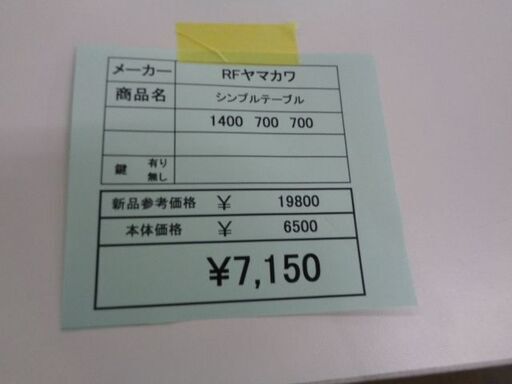 メーカー RFヤマカワ
商品名 シンプルテーブル
1400 700 700
鍵 有り
無し
新品参考価格 ¥ 19800
本体価格 ¥ 6500
¥7,150